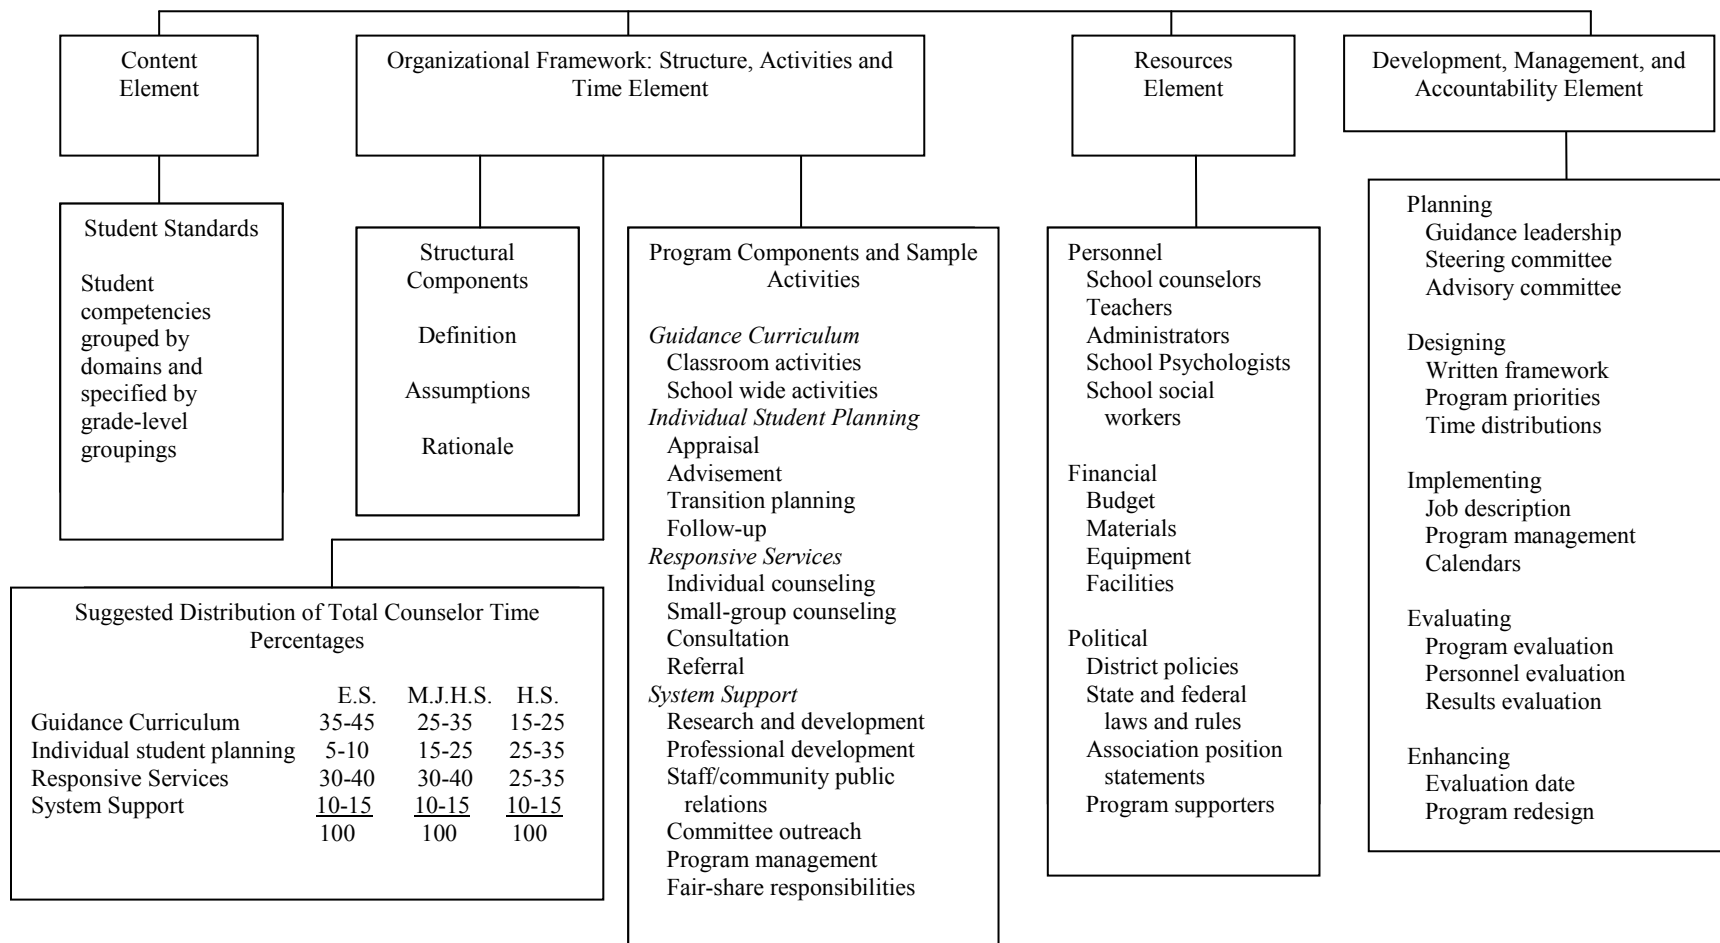 Content
Element
Organizational Framework: Structure, Activities and
Time Element
Resources
Element
Development, Management, and
Accountability Element
Student Standards
Student
competencies
grouped by
domains and
specified by
grade-level
groupings
Structural
Components
Definition
Assumptions
Rationale
Program Components and Sample
Activities
Guidance Curriculum
Classroom activities
School wide activities
Individual Student Planning
Appraisal
Advisement
Transition planning
Follow-up
Responsive Services
Individual counseling
Small-group counseling
Consultation
Referral
System Support
Research and development
Professional development
Staff/community public
relations
Committee outreach
Program management
Fair-share responsibilities
Personnel
School counselors
Teachers
Administrators
School Psychologists
School social
workers
Financial
Budget
Materials
Equipment
Facilities
Political
District policies
State and federal
laws and rules
Association position
statements
Program supporters
Planning
Guidance leadership
Steering committee
Advisory committee
Designing
Written framework
Program priorities
Time distributions
Implementing
Job description
Program management
Calendars
Evaluating
Program evaluation
Personnel evaluation
Results evaluation
Enhancing
Evaluation date
Program redesign
Suggested Distribution of Total Counselor Time
Percentages
E.S. M.J.H.S. H.S.
Guidance Curriculum 35-45 25-35 15-25
Individual student planning 5-10 15-25 25-35
Responsive Services 30-40 30-40 25-35
System Support 10-15 10-15 10-15
100 100 100